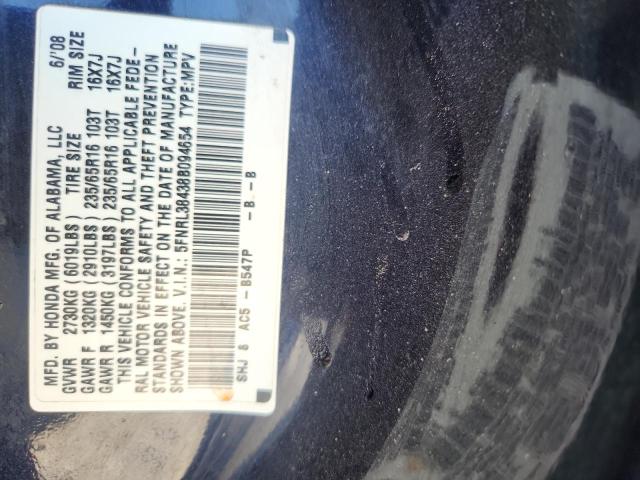 MFD. BY HONDA MFG. OF ALABAMA, LLC 6/'08
GVWR 2730KG (6019LBS) TIRE SIZE RIM SIZE
GAWR F 1320KG (2910LBS) 235/65R16 103T 16X7J
GAWR R 1450KG (3197LBS) 235/65R16 103T 16X7J
THIS VEHICLE CONFORMS TO ALL APPLICABLE FEDE-
RAL MOTOR VEHICLE SAFETY AND THEFT PREVENTION
STANDARDS IN EFFECT ON THE DATE OF MANUFACTURE
SHOWN ABOVE. V.I.N.: 5FNRL38438B094654 TYPE:MPV
SHJ 8 AC5 - B547P - B - B